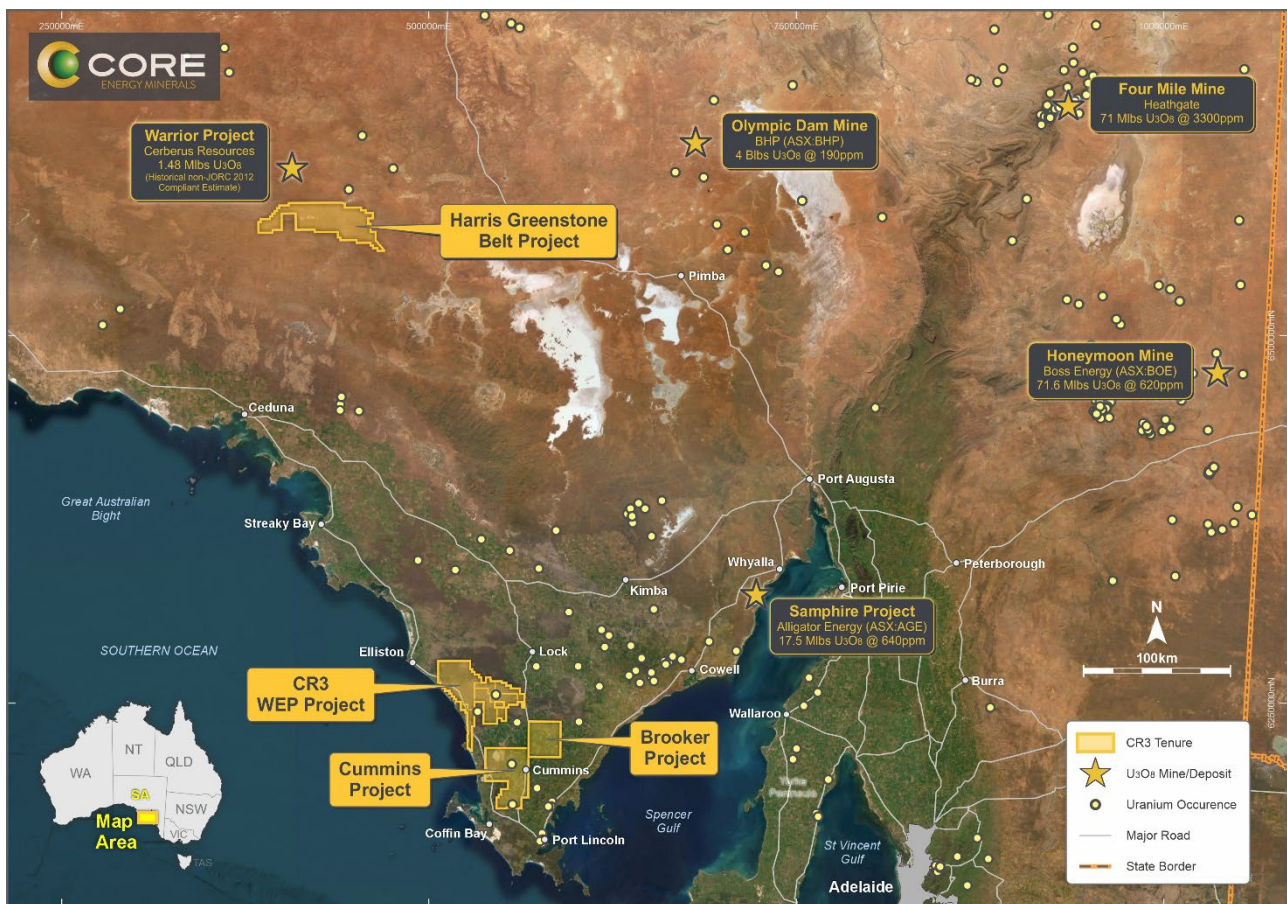 250000mE
500000mE
750000mE
1000000mE
CORE
ENERGY MINERALS
Warrior Project
Cerberus Resources
1.48 Mlbs U₃O₈
(Historical non-JORC 2012
Compliant Estimate)
Olympic Dam Mine
BHP (ASX:BHP)
4 Blbs U₃O₈ @ 190ppm
Four Mile Mine
Heathgate
71 Mlbs U₃O₈ @ 3300ppm
Harris Greenstone
Belt Project
Pimba
6500000mN
Honeymoon Mine
Boss Energy (ASX:BOE)
71.6 Mlbs U₃O₈ @ 620ppm
Ceduna
Great Australian
Bight
Streaky Bay
Port Augusta
Whyalla
Kimba
Port Pirie
Peterborough
Samphire Project
Alligator Energy (ASX:AGE)
17.5 Mlbs U₃O₈ @ 640ppm
N
100km
SOUTHERN OCEAN
Elliston
Lock
Cowell
Burra
CR3
WEP Project
Wallaroo
6250000mN
Brooker
Project
Cummins
Project
Cummins
Yorke
Peninsula
Coffin Bay
Port Lincoln
Spencer
Gulf
St Vincent
Gulf
Adelaide
WA
NT
QLD
SA
NSW
VIC
TAS
Map
Area
CR3 Tenure
U₃O₈ Mine/Deposit
Uranium Occurence
Major Road
State Border